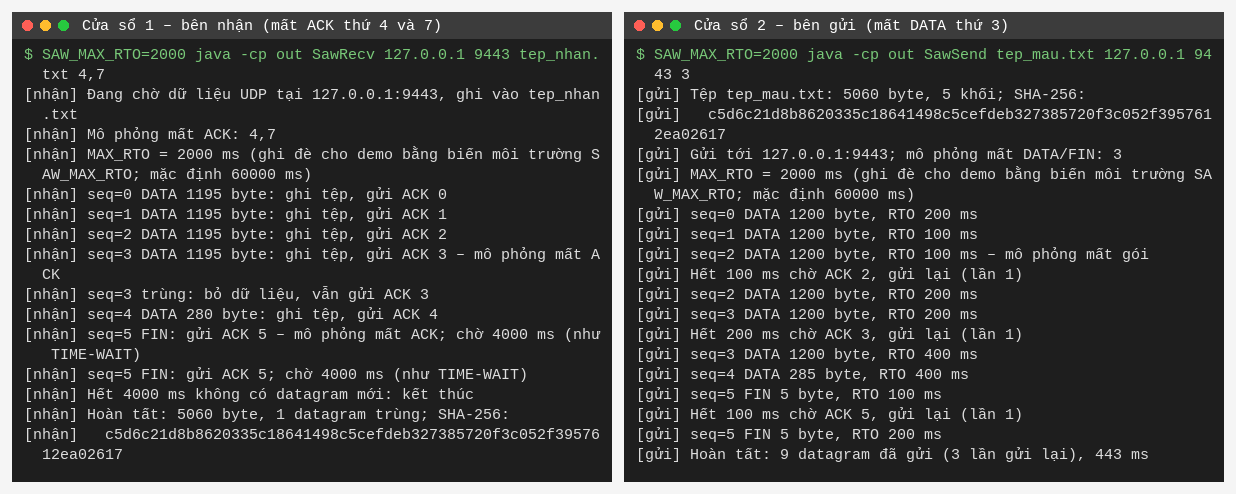 Cửa sổ 1 – bên nhận (mất ACK thứ 4 và 7)
$ SAW_MAX_RTO=2000 java -cp out SawRecv 127.0.0.1 9443 tep_nhan.
txt 4,7
[nhận] Đang chờ dữ liệu UDP tại 127.0.0.1:9443, ghi vào tep_nhan
.txt
[nhận] Mô phỏng mất ACK: 4,7
[nhận] MAX_RTO = 2000 ms (ghi đè cho demo bằng biến môi trường S
AW_MAX_RTO; mặc định 60000 ms)
[nhận] seq=0 DATA 1195 byte: ghi tệp, gửi ACK 0
[nhận] seq=1 DATA 1195 byte: ghi tệp, gửi ACK 1
[nhận] seq=2 DATA 1195 byte: ghi tệp, gửi ACK 2
[nhận] seq=3 DATA 1195 byte: ghi tệp, gửi ACK 3 – mô phỏng mất A
CK
[nhận] seq=3 trùng: bỏ dữ liệu, vẫn gửi ACK 3
[nhận] seq=4 DATA 280 byte: ghi tệp, gửi ACK 4
[nhận] seq=5 FIN: gửi ACK 5 – mô phỏng mất ACK; chờ 4000 ms (như
TIME-WAIT)
[nhận] seq=5 FIN: gửi ACK 5; chờ 4000 ms (như TIME-WAIT)
[nhận] Hết 4000 ms không có datagram mới: kết thúc
[nhận] Hoàn tất: 5060 byte, 1 datagram trùng; SHA-256:
[nhận]   c5d6c21d8b8620335c18641498c5cefdeb327385720f3c052f39576
12ea02617
Cửa sổ 2 – bên gửi (mất DATA thứ 3)
$ SAW_MAX_RTO=2000 java -cp out SawSend tep_mau.txt 127.0.0.1 94
43 3
[gửi] Tệp tep_mau.txt: 5060 byte, 5 khối; SHA-256:
[gửi]   c5d6c21d8b8620335c18641498c5cefdeb327385720f3c052f395761
2ea02617
[gửi] Gửi tới 127.0.0.1:9443; mô phỏng mất DATA/FIN: 3
[gửi] MAX_RTO = 2000 ms (ghi đè cho demo bằng biến môi trường SA
W_MAX_RTO; mặc định 60000 ms)
[gửi] seq=0 DATA 1200 byte, RTO 200 ms
[gửi] seq=1 DATA 1200 byte, RTO 100 ms
[gửi] seq=2 DATA 1200 byte, RTO 100 ms – mô phỏng mất gói
[gửi] Hết 100 ms chờ ACK 2, gửi lại (lần 1)
[gửi] seq=2 DATA 1200 byte, RTO 200 ms
[gửi] seq=3 DATA 1200 byte, RTO 200 ms
[gửi] Hết 200 ms chờ ACK 3, gửi lại (lần 1)
[gửi] seq=3 DATA 1200 byte, RTO 400 ms
[gửi] seq=4 DATA 285 byte, RTO 400 ms
[gửi] seq=5 FIN 5 byte, RTO 100 ms
[gửi] Hết 100 ms chờ ACK 5, gửi lại (lần 1)
[gửi] seq=5 FIN 5 byte, RTO 200 ms
[gửi] Hoàn tất: 9 datagram đã gửi (3 lần gửi lại), 443 ms